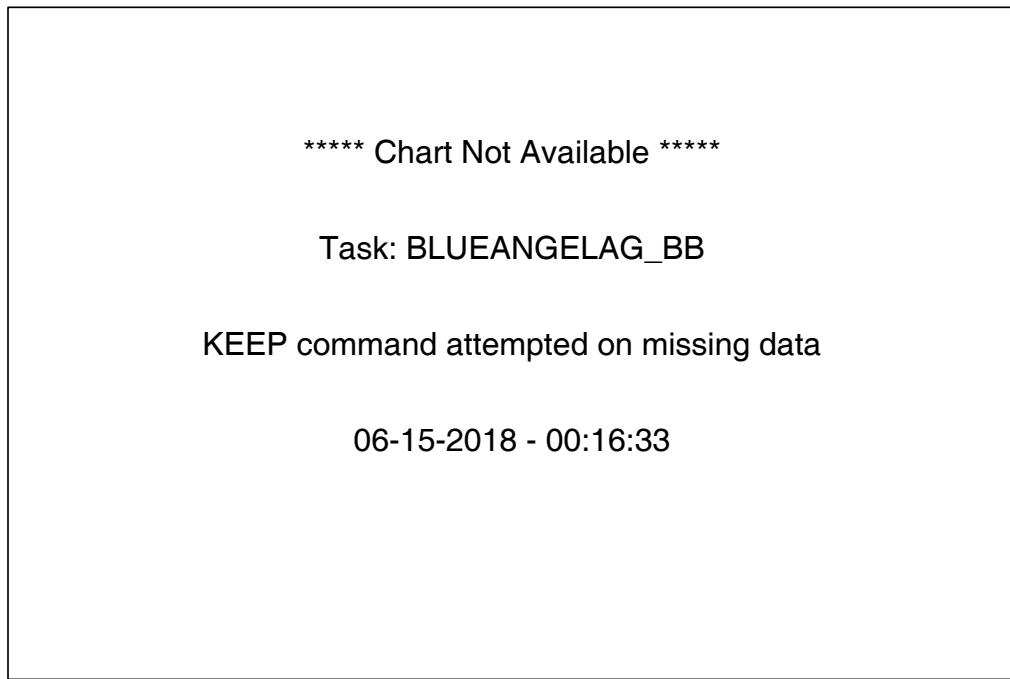 ***** Chart Not Available *****
Task: BLUEANGELAG_BB
KEEP command attempted on missing data
06-15-2018 - 00:16:33